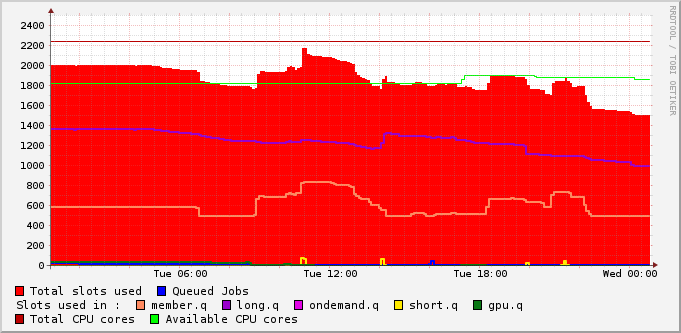 2400
2200
2000
1800
1600
1400
1200
1000
800
600
400
200
0
Tue 06:00 Tue 12:00 Tue 18:00 Wed 00:00
RRDTOOL / TOBI OETIKER
Total slots used Queued Jobs
Slots used in : member.q long.q ondemand.q short.q gpu.q
Total CPU cores Available CPU cores